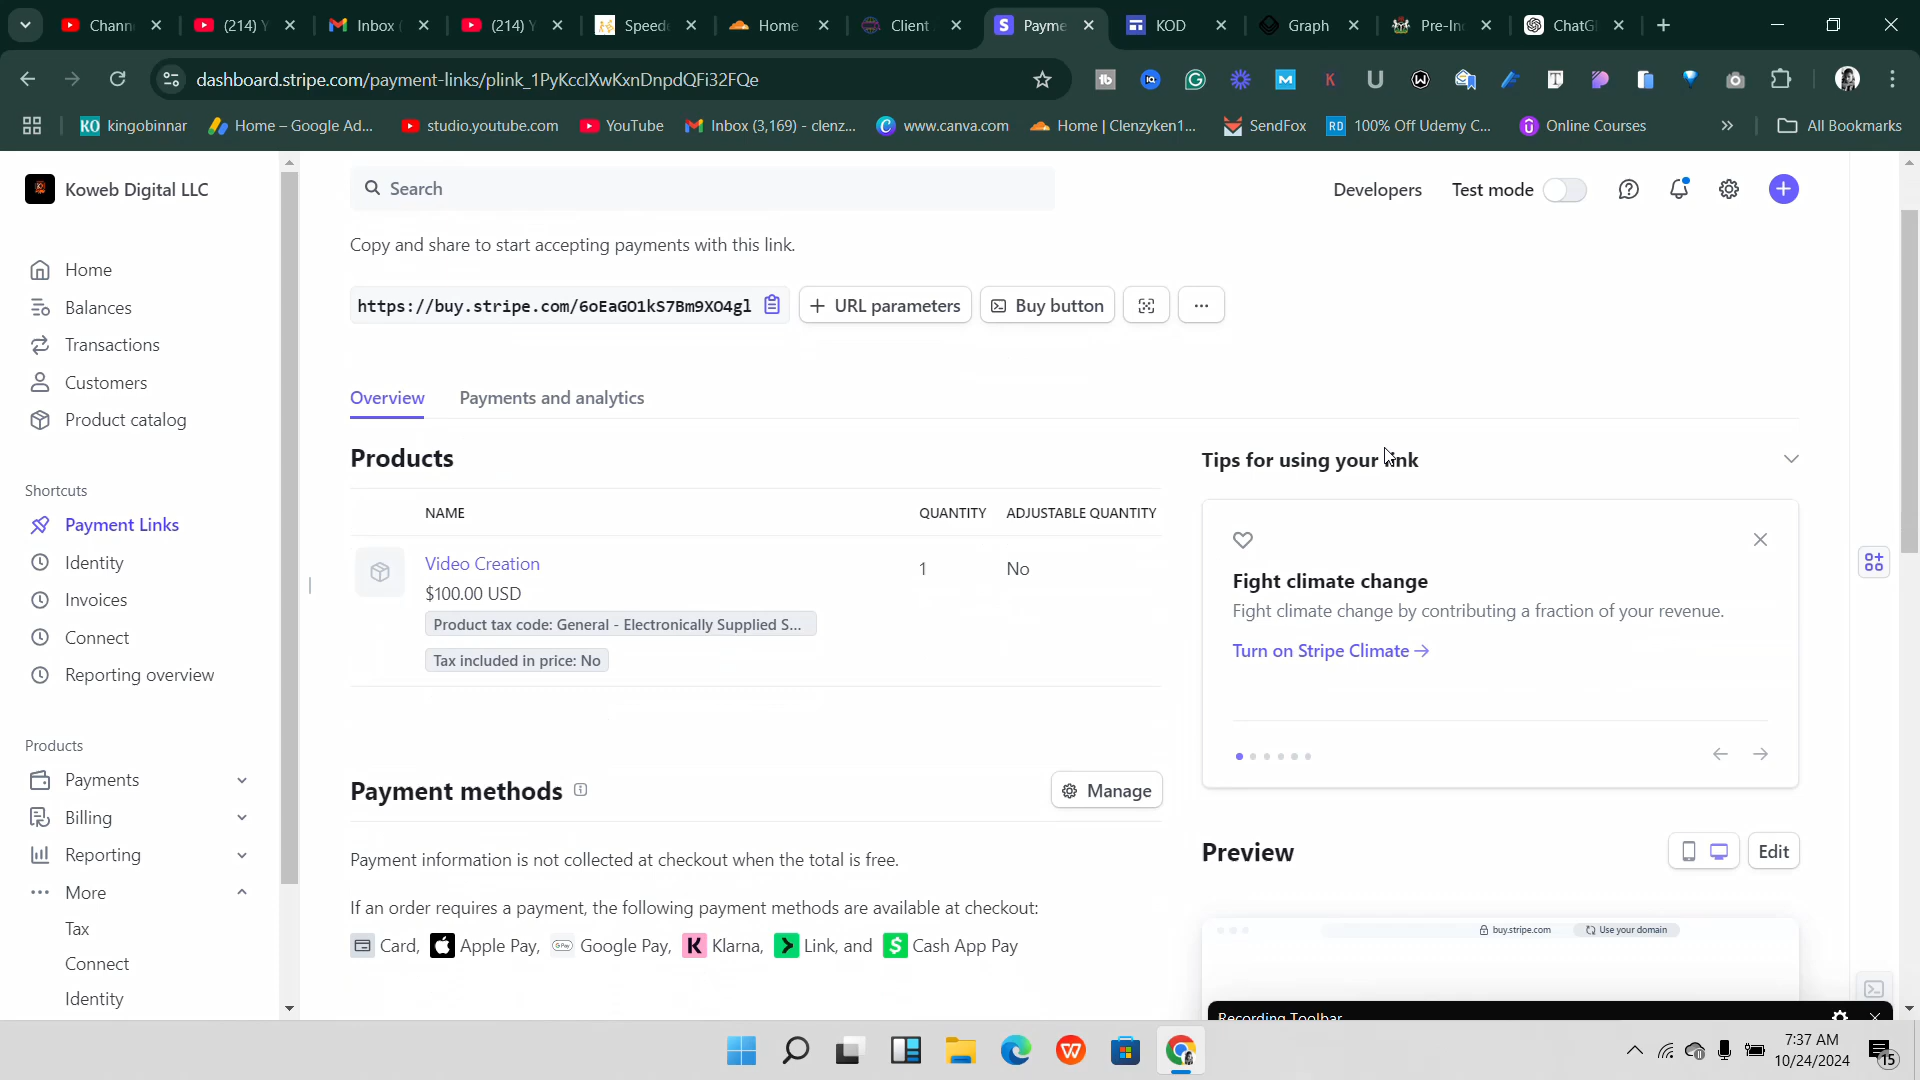 Chann
(214) Y
Inbox (
(214) Y
Speed
Home
Client
Payme
KOD
Graph
Pre-In
ChatG
dashboard.stripe.com/payment-links/plink_1PyKccIXwKxnDnpdQFi32FQe
kingobinnar
Home – Google Ad...
studio.youtube.com
YouTube
Inbox (3,169) - clenz...
www.canva.com
Home | Clenzyken1...
SendFox
100% Off Udemy C...
Online Courses
All Bookmarks
Koweb Digital LLC
Search
Developers
Test mode
Home
Balances
Transactions
Customers
Product catalog
Shortcuts
Payment Links
Identity
Invoices
Connect
Reporting overview
Products
Payments
Billing
Reporting
More
Tax
Connect
Identity
Copy and share to start accepting payments with this link.
https://buy.stripe.com/6oEaGO1kS7Bm9XO4gl
URL parameters
Buy button
Overview
Payments and analytics
Products
NAME
QUANTITY
ADJUSTABLE QUANTITY
Video Creation
1
No
$100.00 USD
Product tax code: General - Electronically Supplied S...
Tax included in price: No
Payment methods
Manage
Payment information is not collected at checkout when the total is free.
If an order requires a payment, the following payment methods are available at checkout:
Card, Apple Pay, G Pay Google Pay, K Klarna, Link, and $ Cash App Pay
Tips for using your link
Fight climate change
Fight climate change by contributing a fraction of your revenue.
Turn on Stripe Climate →
Preview
Edit
buy.stripe.com
Use your domain
Recording Toolbar
7:37 AM
10/24/2024
15